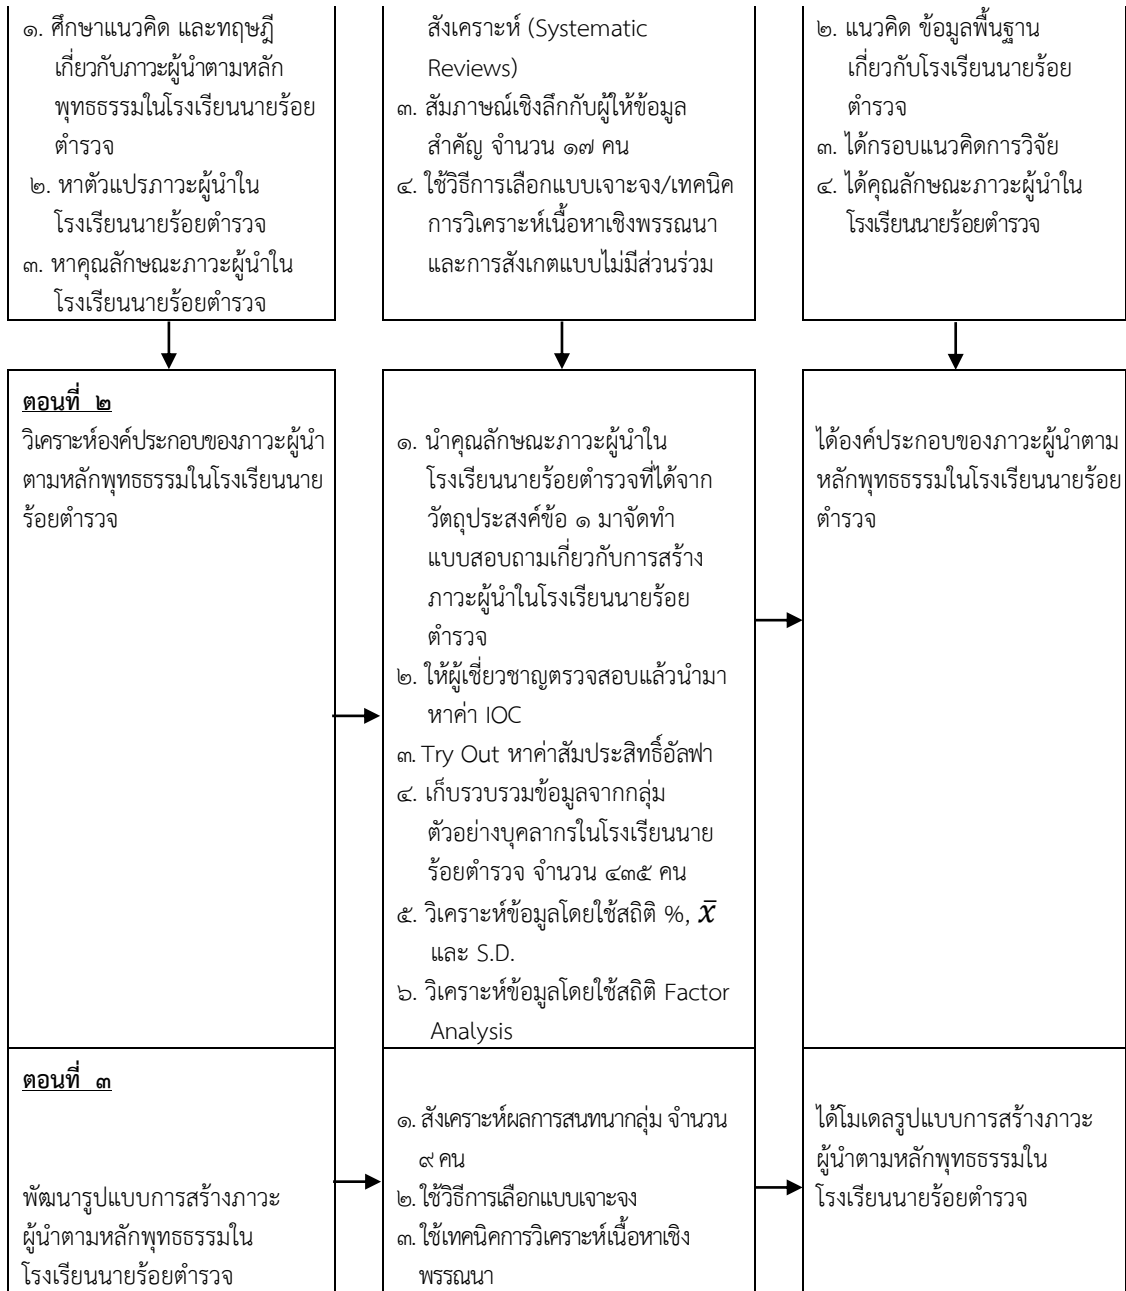 ๑. ศึกษาแนวคิด และทฤษฎี
เกี่ยวกับภาวะผู้นำตามหลัก
พุทธธรรมในโรงเรียนนายร้อย
ตำรวจ
๒. หาตัวแปรภาวะผู้นำใน
โรงเรียนนายร้อยตำรวจ
๓. หาคุณลักษณะภาวะผู้นำใน
โรงเรียนนายร้อยตำรวจ
สังเคราะห์ (Systematic
Reviews)
๓. สัมภาษณ์เชิงลึกกับผู้ให้ข้อมูล
สำคัญ จำนวน ๑๗ คน
๔. ใช้วิธีการเลือกแบบเจาะจง/เทคนิค
การวิเคราะห์เนื้อหาเชิงพรรณนา
และการสังเกตแบบไม่มีส่วนร่วม
๒. แนวคิด ข้อมูลพื้นฐาน
เกี่ยวกับโรงเรียนนายร้อย
ตำรวจ
๓. ได้กรอบแนวคิดการวิจัย
๔. ได้คุณลักษณะภาวะผู้นำใน
โรงเรียนนายร้อยตำรวจ
ตอนที่ ๒
วิเคราะห์องค์ประกอบของภาวะผู้นำ
ตามหลักพุทธธรรมในโรงเรียนนาย
ร้อยตำรวจ
๑. นำคุณลักษณะภาวะผู้นำใน
โรงเรียนนายร้อยตำรวจที่ได้จาก
วัตถุประสงค์ข้อ ๑ มาจัดทำ
แบบสอบถามเกี่ยวกับการสร้าง
ภาวะผู้นำในโรงเรียนนายร้อย
ตำรวจ
๒. ให้ผู้เชี่ยวชาญตรวจสอบแล้วนำมา
หาค่า IOC
๓. Try Out หาค่าสัมประสิทธิ์อัลฟา
๔. เก็บรวบรวมข้อมูลจากกลุ่ม
ตัวอย่างบุคลากรในโรงเรียนนาย
ร้อยตำรวจ จำนวน ๔๓๕ คน
๕. วิเคราะห์ข้อมูลโดยใช้สถิติ %, x̄
และ S.D.
๖. วิเคราะห์ข้อมูลโดยใช้สถิติ Factor
Analysis
ได้องค์ประกอบของภาวะผู้นำตาม
หลักพุทธธรรมในโรงเรียนนายร้อย
ตำรวจ
ตอนที่ ๓
พัฒนารูปแบบการสร้างภาวะ
ผู้นำตามหลักพุทธธรรมใน
โรงเรียนนายร้อยตำรวจ
๑. สังเคราะห์ผลการสนทนากลุ่ม จำนวน
๙ คน
๒. ใช้วิธีการเลือกแบบเจาะจง
๓. ใช้เทคนิคการวิเคราะห์เนื้อหาเชิง
พรรณนา
ได้โมเดลรูปแบบการสร้างภาวะ
ผู้นำตามหลักพุทธธรรมใน
โรงเรียนนายร้อยตำรวจ